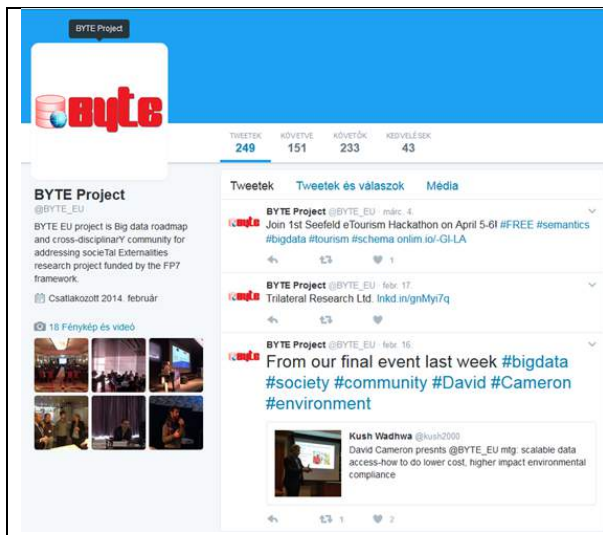 BYTE Project
BYTE
TWEETEK KÖVETVE KÖVETŐK KEDVELÉSEK
249 151 233 43
BYTE Project
@BYTE_EU
BYTE EU project is Big data roadmap
and cross-disciplinarY community for
addressing socieTal Externalities
research project funded by the FP7
framework.
Csatlakozott 2014. február
18 Fénykép és videó
Tweetek Tweetek és válaszok Média
BYTE Project @BYTE_EU · márc. 4.
Join 1st Seefeld eTourism Hackathon on April 5-6! #FREE #semantics
#bigdata #tourism #schema onlim.io/-GI-LA
1
BYTE Project @BYTE_EU · febr. 17.
Trilateral Research Ltd. lnkd.in/gnMyi7q
BYTE Project @BYTE_EU · febr. 16.
From our final event last week #bigdata
#society #community #David #Cameron
#environment
Kush Wadhwa @kush2000
David Cameron presnts @BYTE_EU mtg: scalable data
access-how to do lower cost, higher impact environmental
compliance
1 2